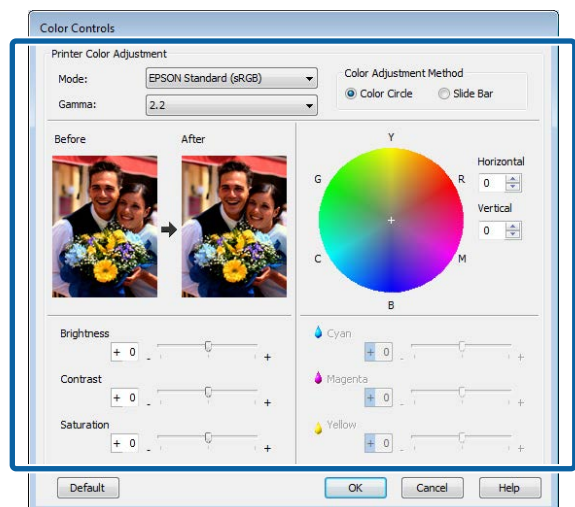 Color Controls
Printer Color Adjustment
Mode: EPSON Standard (sRGB)
Gamma: 2.2
Color Adjustment Method
Color Circle Slide Bar
Before After
Y
G R
C M
B
Horizontal
0
Vertical
0
Brightness
+ 0 - +
Contrast
+ 0 - +
Saturation
+ 0 - +
Cyan
+ 0 - +
Magenta
+ 0 - +
Yellow
+ 0 - +
Default OK Cancel Help